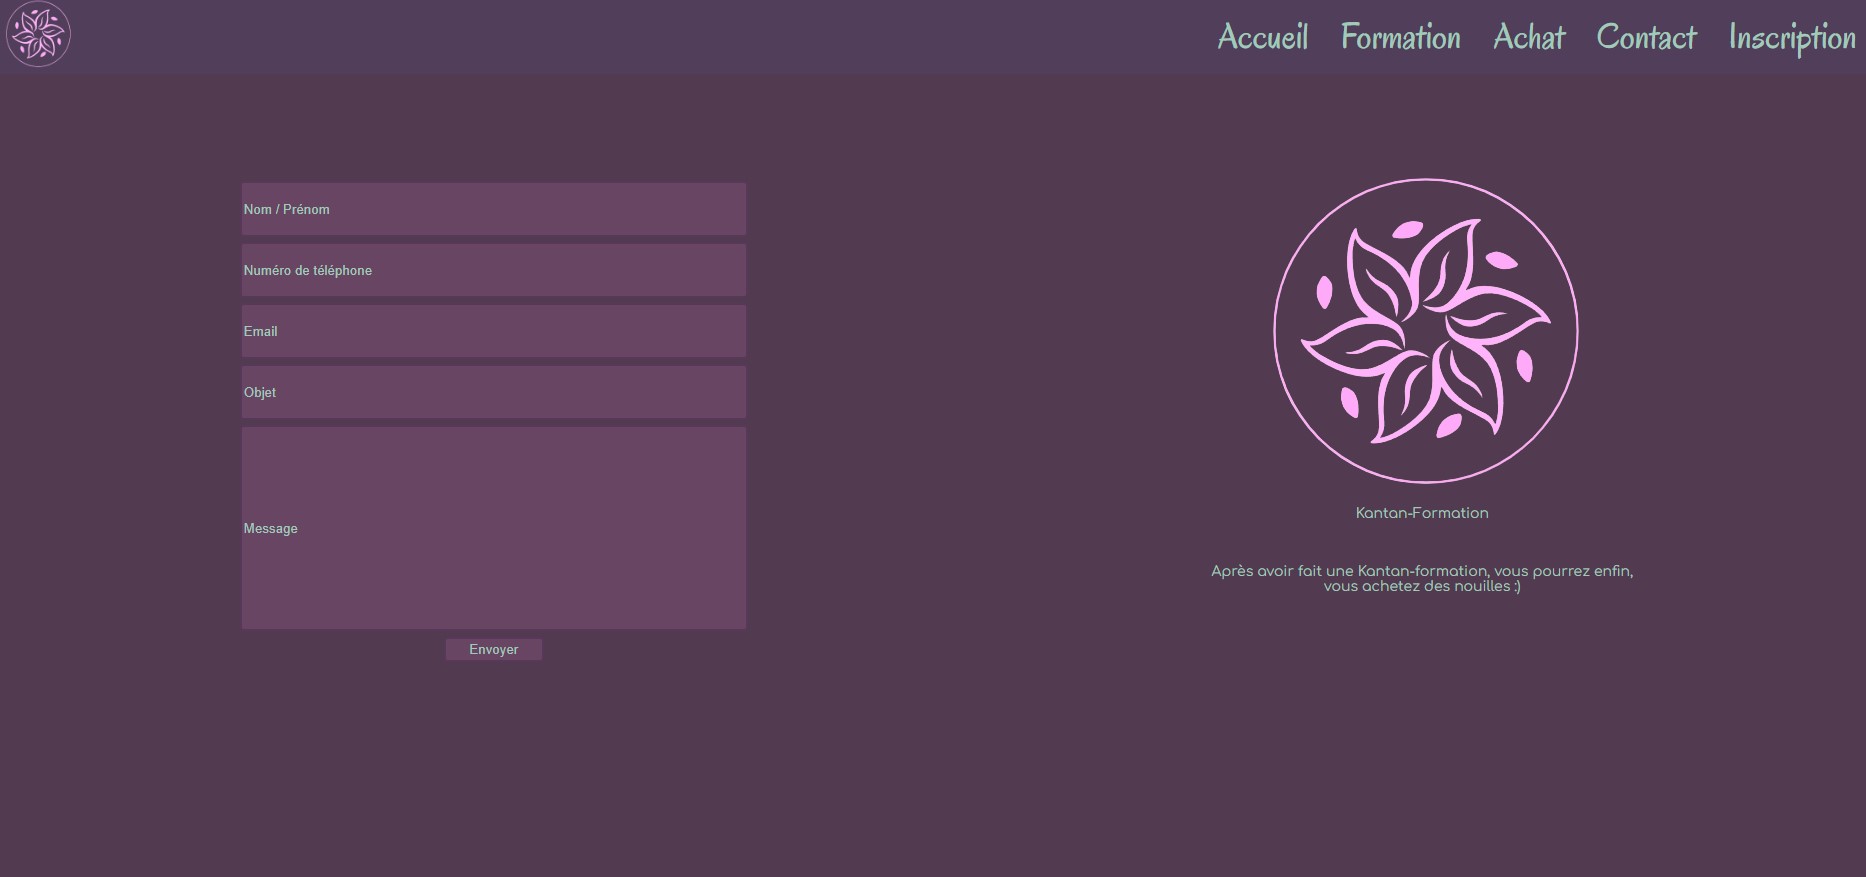 Accueil Formation Achat Contact Inscription
Nom / Prénom
Numéro de téléphone
Email
Objet
Message
Envoyer
Kantan-Formation
Après avoir fait une Kantan-formation, vous pourrez enfin,
vous achetez des nouilles :)